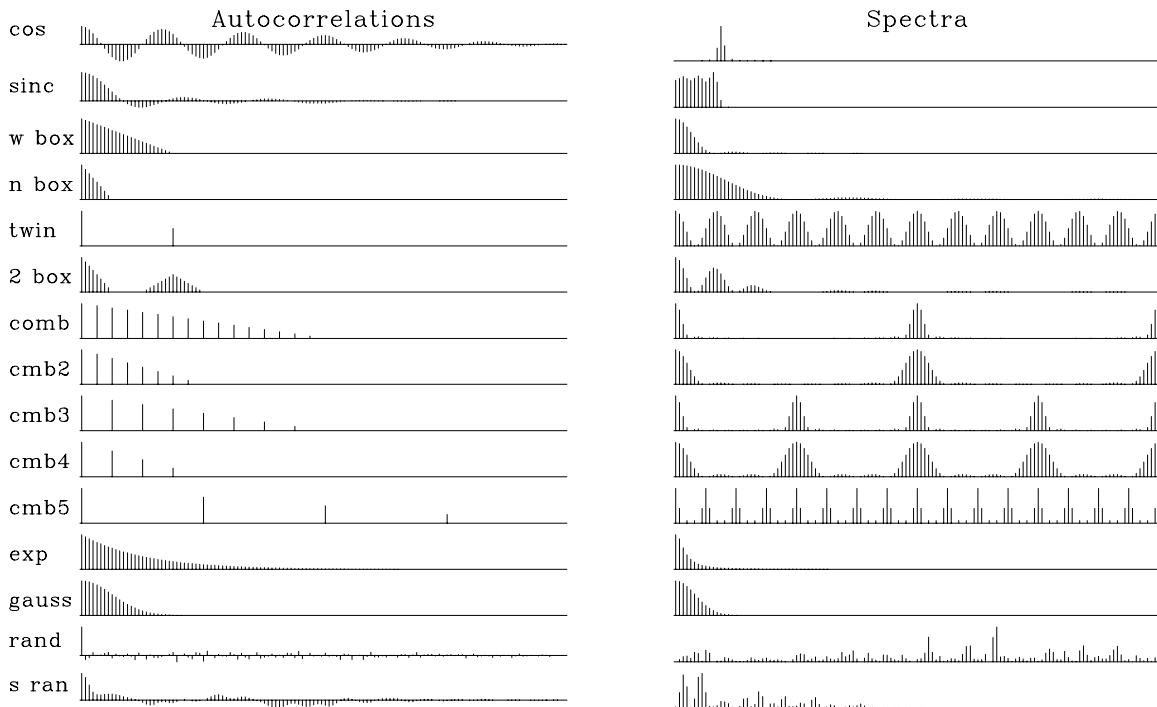 Autocorrelations Spectra
cos
sinc
w box
n box
twin
2 box
comb
cmb2
cmb3
cmb4
cmb5
exp
gauss
rand
s ran